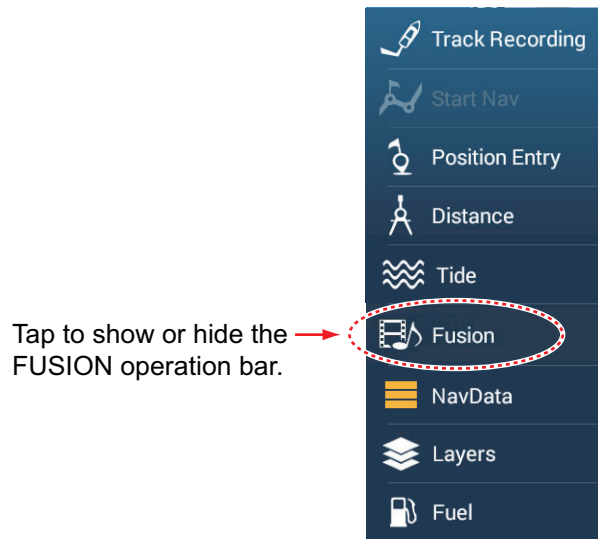 Track Recording
Start Nav
Position Entry
Distance
Tide
Tap to show or hide the
FUSION operation bar.
Fusion
NavData
Layers
Fuel